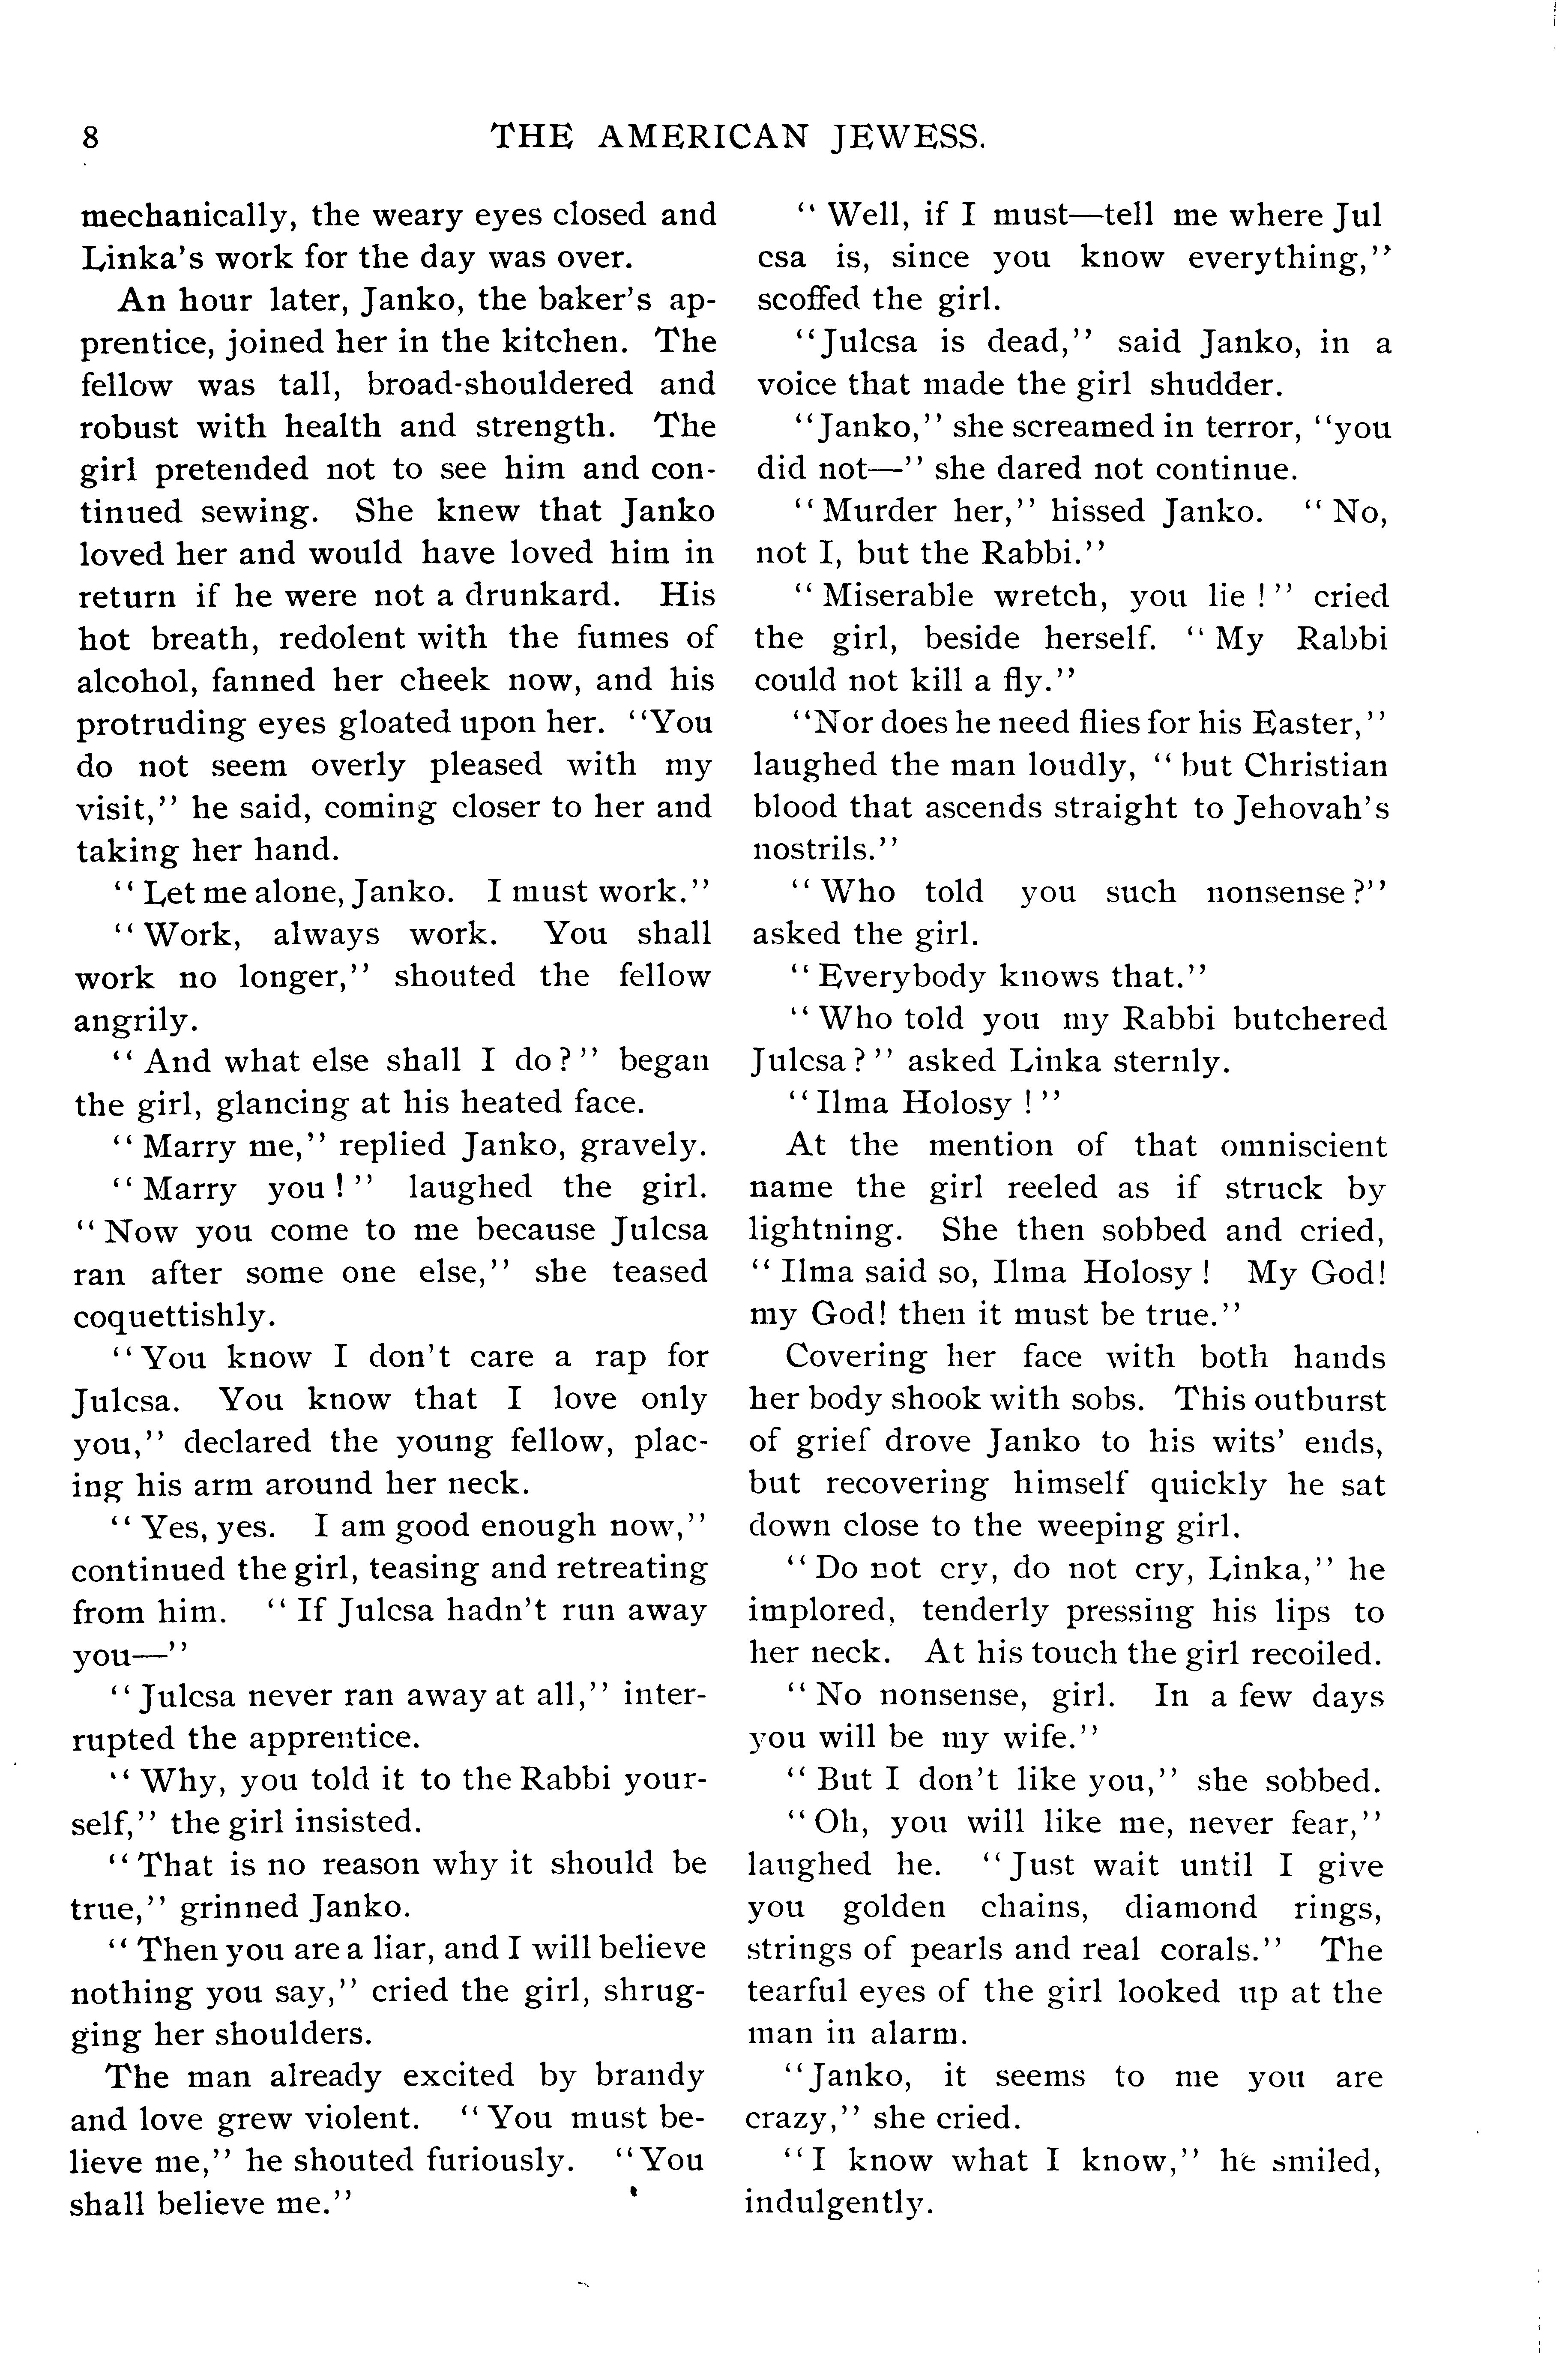 8 THE AMERICAN JEWESS.
mechanically, the weary eyes closed and
Linka's work for the day was over.
An hour later, Janko, the baker's ap-
prentice, joined her in the kitchen. The
fellow was tall, broad-shouldered and
robust with health and strength. The
girl pretended not to see him and con-
tinued sewing. She knew that Janko
loved her and would have loved him in
return if he were not a drunkard. His
hot breath, redolent with the fumes of
alcohol, fanned her cheek now, and his
protruding eyes gloated upon her. "You
do not seem overly pleased with my
visit," he said, coming closer to her and
taking her hand.
"Let me alone, Janko. I must work."
"Work, always work. You shall
work no longer," shouted the fellow
angrily.
"And what else shall I do?" began
the girl, glancing at his heated face.
"Marry me," replied Janko, gravely.
"Marry you!" laughed the girl.
"Now you come to me because Julcsa
ran after some one else," she teased
coquettishly.
"You know I don't care a rap for
Julcsa. You know that I love only
you," declared the young fellow, plac-
ing his arm around her neck.
"Yes, yes. I am good enough now,"
continued the girl, teasing and retreating
from him. "If Julcsa hadn't run away
you—"
"Julcsa never ran away at all," inter-
rupted the apprentice.
"Why, you told it to the Rabbi your-
self," the girl insisted.
"That is no reason why it should be
true," grinned Janko.
"Then you are a liar, and I will believe
nothing you say," cried the girl, shrug-
ging her shoulders.
The man already excited by brandy
and love grew violent. "You must be-
lieve me," he shouted furiously. "You
shall believe me."
"Well, if I must—tell me where Jul
csa is, since you know everything,"
scoffed the girl.
"Julcsa is dead," said Janko, in a
voice that made the girl shudder.
"Janko," she screamed in terror, "you
did not—" she dared not continue.
"Murder her," hissed Janko. "No,
not I, but the Rabbi."
"Miserable wretch, you lie!" cried
the girl, beside herself. "My Rabbi
could not kill a fly."
"Nor does he need flies for his Easter,"
laughed the man loudly, "but Christian
blood that ascends straight to Jehovah's
nostrils."
"Who told you such nonsense?"
asked the girl.
"Everybody knows that."
"Who told you my Rabbi butchered
Julcsa?" asked Linka sternly.
"Ilma Holosy!"
At the mention of that omniscient
name the girl reeled as if struck by
lightning. She then sobbed and cried,
"Ilma said so, Ilma Holosy! My God!
my God! then it must be true."
Covering her face with both hands
her body shook with sobs. This outburst
of grief drove Janko to his wits' ends,
but recovering himself quickly he sat
down close to the weeping girl.
"Do not cry, do not cry, Linka," he
implored, tenderly pressing his lips to
her neck. At his touch the girl recoiled.
"No nonsense, girl. In a few days
you will be my wife."
"But I don't like you," she sobbed.
"Oh, you will like me, never fear,"
laughed he. "Just wait until I give
you golden chains, diamond rings,
strings of pearls and real corals." The
tearful eyes of the girl looked up at the
man in alarm.
"Janko, it seems to me you are
crazy," she cried.
"I know what I know," he smiled,
indulgently.